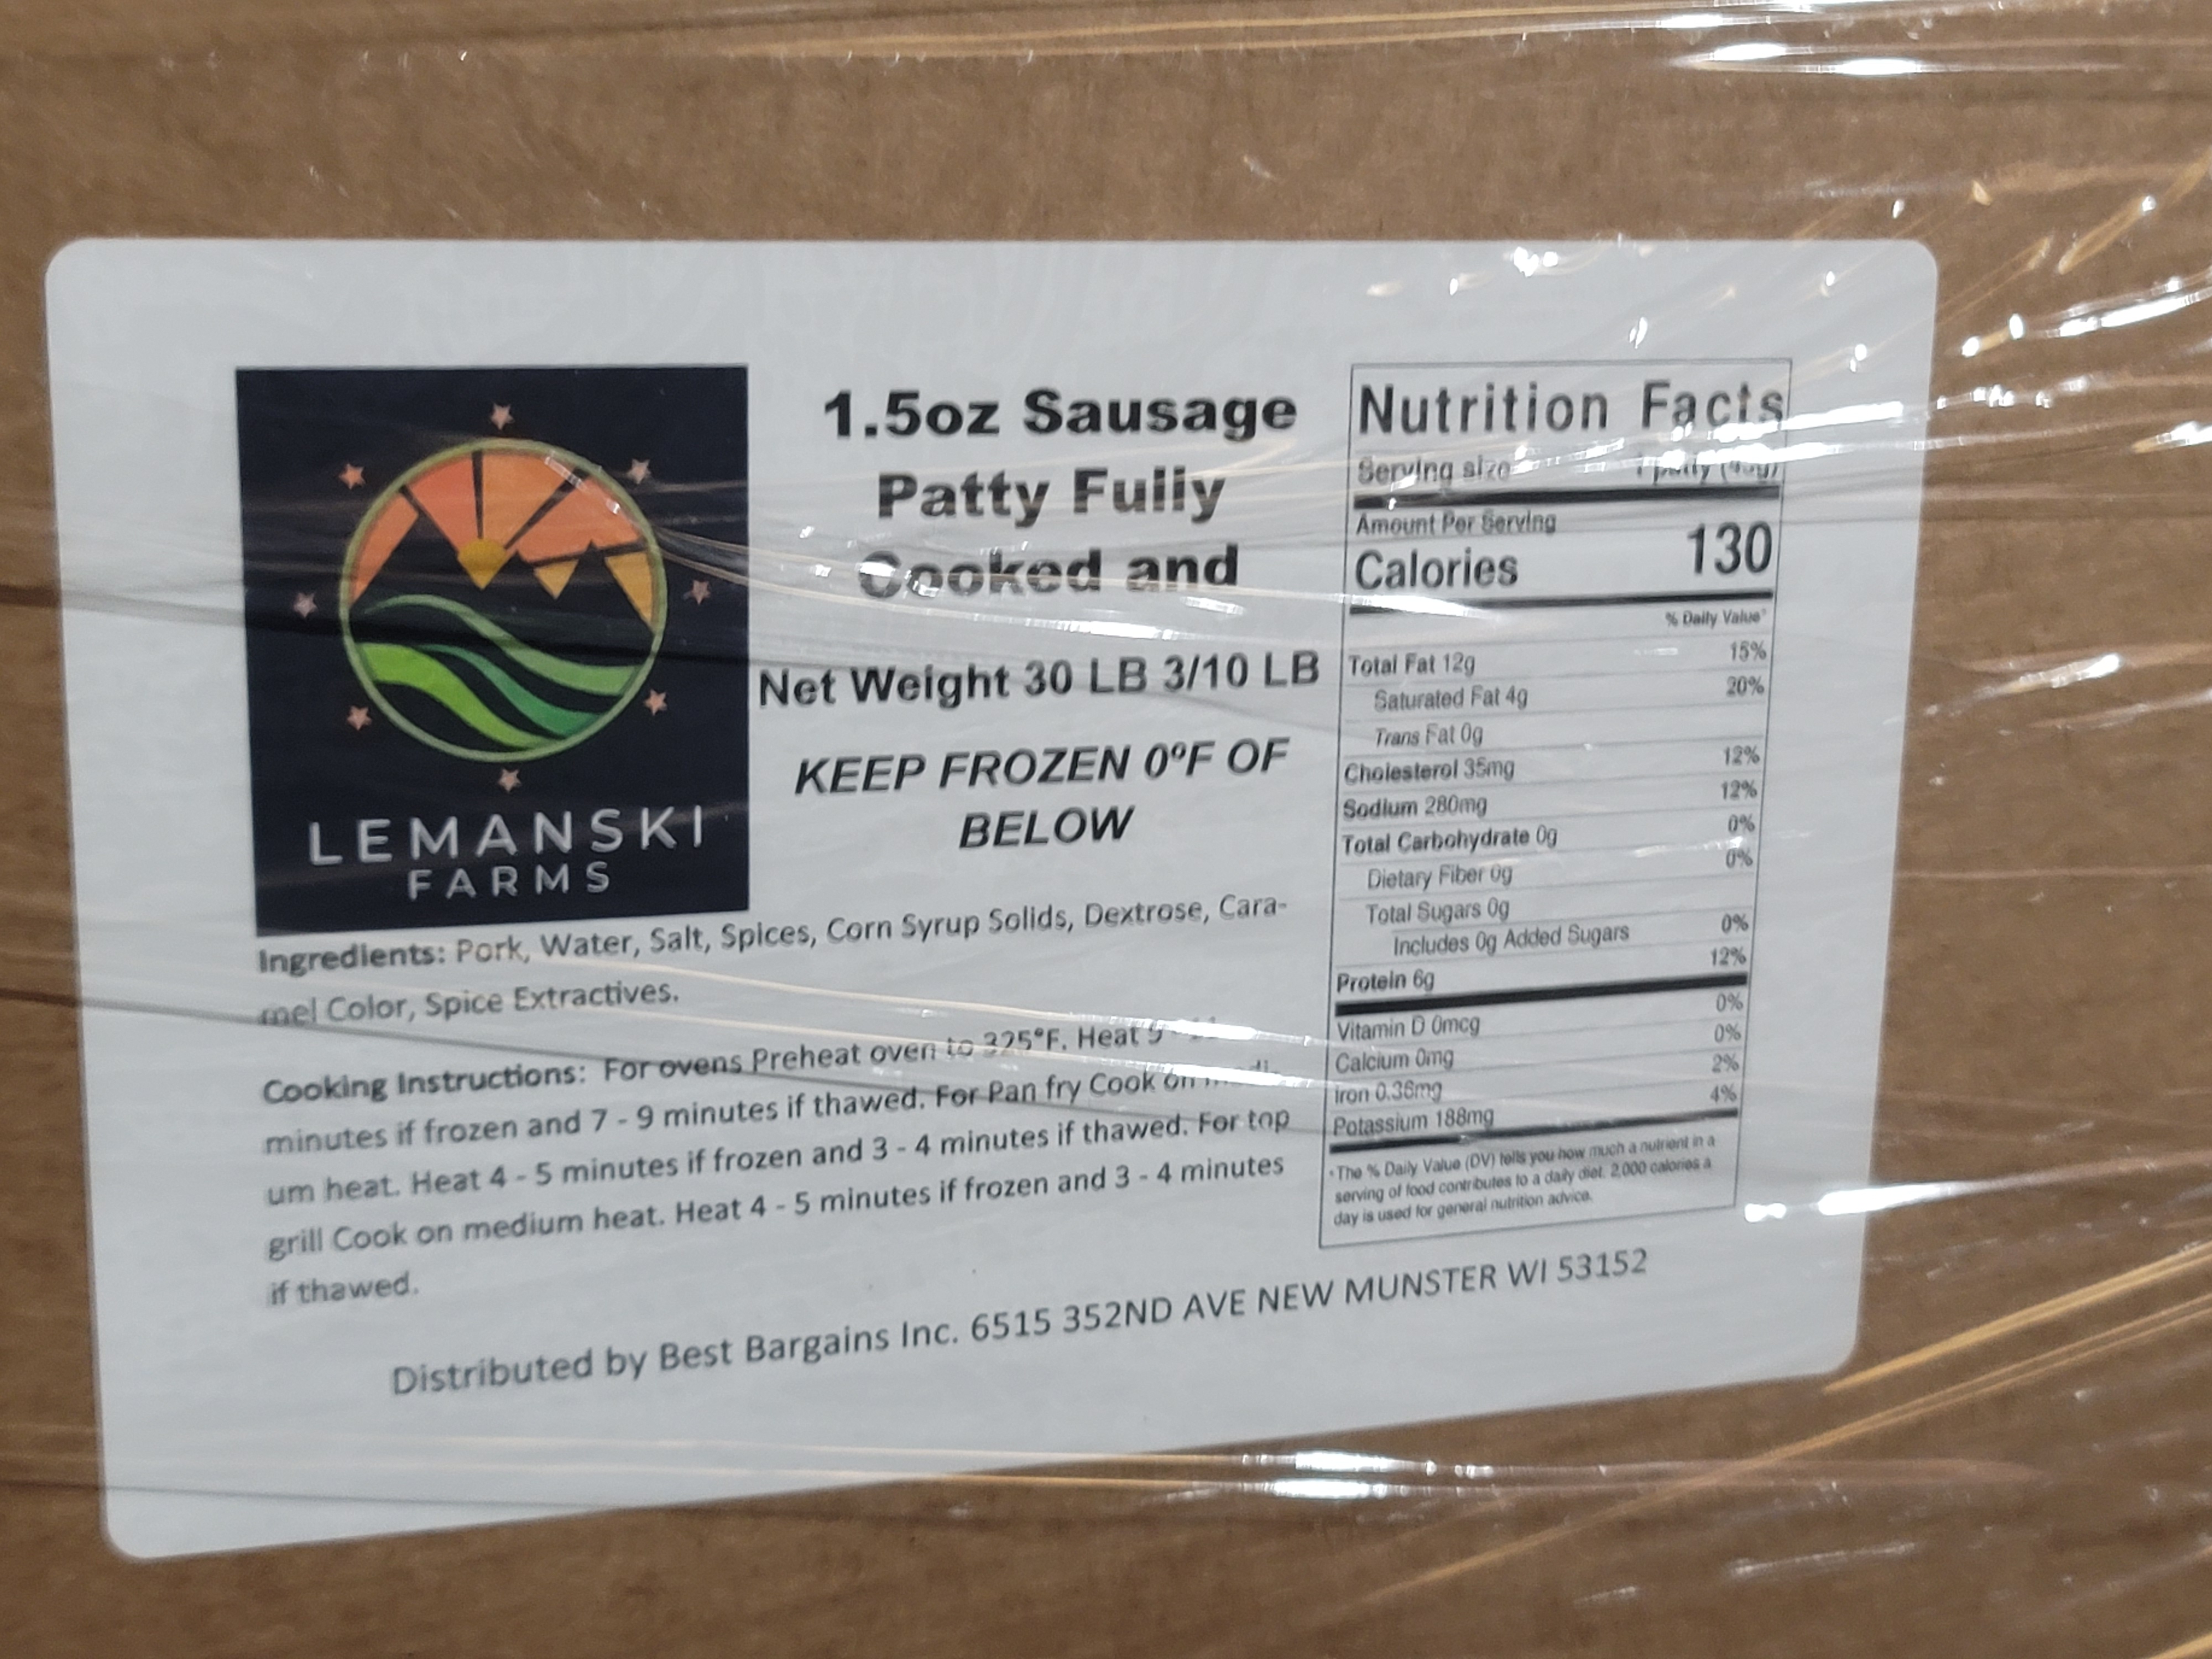 LEMANSKI
FARMS
1.5oz Sausage
Patty Fully
Cooked and
Net Weight 30 LB 3/10 LB
KEEP FROZEN 0ºF OF
BELOW
Ingredients: Pork, Water, Salt, Spices, Corn Syrup Solids, Dextrose, Cara-
mel Color, Spice Extractives.
Cooking Instructions: For ovens Preheat oven to 325°F. Heat 9 -
minutes if frozen and 7 - 9 minutes if thawed. For Pan fry Cook on medi-
um heat. Heat 4 - 5 minutes if frozen and 3 - 4 minutes if thawed. For top
grill Cook on medium heat. Heat 4 - 5 minutes if frozen and 3 - 4 minutes
if thawed.
Nutrition Facts
Serving size 1 patty
Amount Per Serving
Calories 130
% Daily Value*
Total Fat 12g 15%
Saturated Fat 4g 20%
Trans Fat 0g
Cholesterol 35mg 12%
Sodium 280mg 12%
Total Carbohydrate 0g 0%
Dietary Fiber 0g 0%
Total Sugars 0g
Includes 0g Added Sugars 0%
Protein 6g 12%
Vitamin D 0mcg 0%
Calcium 0mg 0%
Iron 0.36mg 2%
Potassium 188mg 4%
*The % Daily Value (DV) tells you how much a nutrient in a
serving of food contributes to a daily diet. 2,000 calories a
day is used for general nutrition advice.
Distributed by Best Bargains Inc. 6515 352ND AVE NEW MUNSTER WI 53152